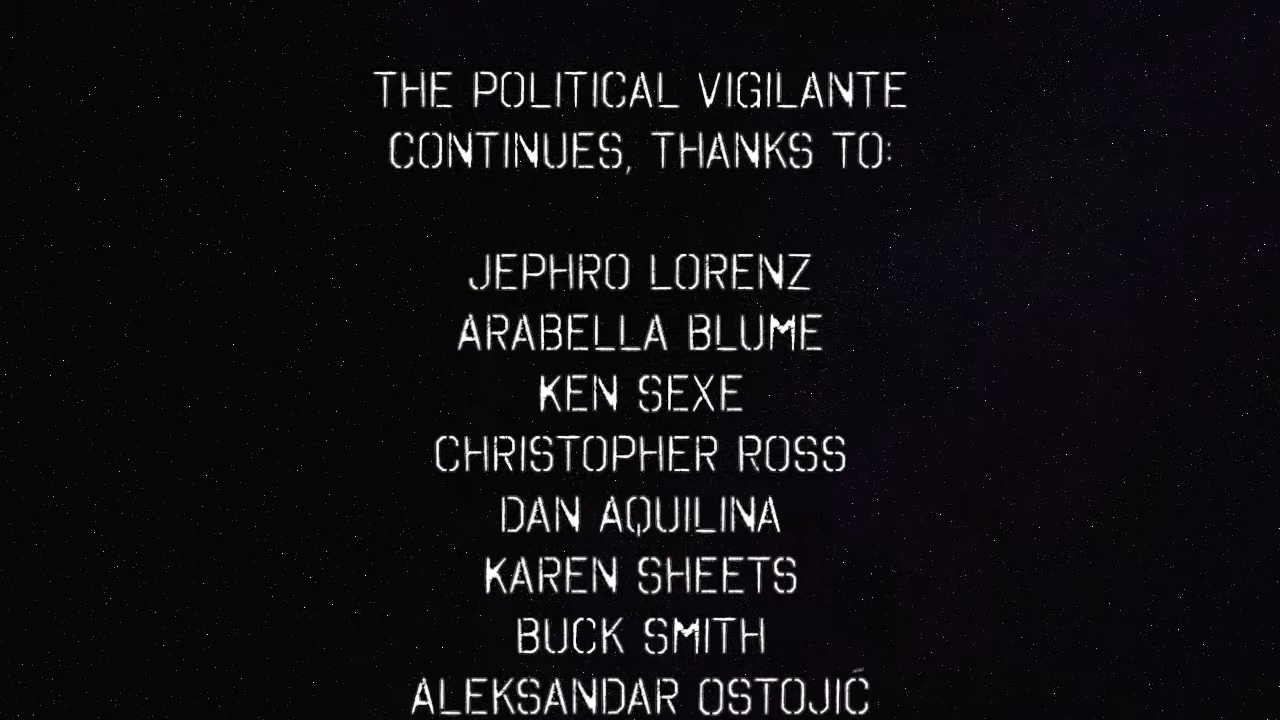 THE POLITICAL VIGILANTE
CONTINUES, THANKS TO:
JEPHRO LORENZ
ARABELLA BLUME
KEN SEXE
CHRISTOPHER ROSS
DAN AQUILINA
KAREN SHEETS
BUCK SMITH
ALEKSANDAR OSTOJIĆ